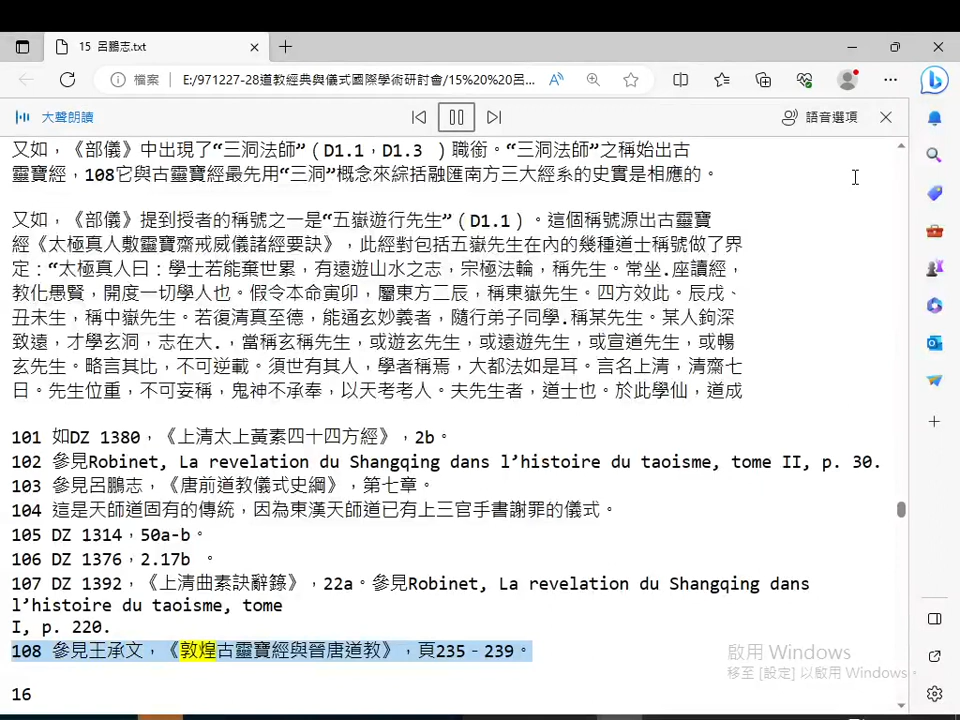 15 呂鵬志.txt
檔案
E:/971227-28道教經典與儀式國際學術研討會/15%20%20呂...
大聲朗讀
語音選項
又如，《部儀》中出現了“三洞法師”（D1.1，D1.3 ）職銜。“三洞法師”之稱始出古
靈寶經，108它與古靈寶經最先用“三洞”概念來綜括融匯南方三大經系的史實是相應的。
又如，《部儀》提到授者的稱號之一是“五嶽遊行先生”（D1.1）。這個稱號源出古靈寶
經《太極真人敷靈寶齋戒威儀諸經要訣》，此經對包括五嶽先生在內的幾種道士稱號做了界
定：“太極真人曰：學士若能棄世累，有遠遊山水之志，宗極法輪，稱先生。常坐.座讀經，
教化愚賢，開度一切學人也。假令本命寅卯，屬東方二辰，稱東嶽先生。四方效此。辰戌、
丑未生，稱中嶽先生。若復清真至德，能通玄妙義者，隨行弟子同學.稱某先生。某人鉤深
致遠，才學玄洞，志在大.，當稱玄稱先生，或遊玄先生，或遠遊先生，或宣道先生，或暢
玄先生。略言其比，不可逆載。須世有其人，學者稱焉，大都法如是耳。言名上清，清齋七
日。先生位重，不可妄稱，鬼神不承奉，以天考考人。夫先生者，道士也。於此學仙，道成
101 如DZ 1380，《上清太上黃素四十四方經》，2b。
102 參見Robinet, La revelation du Shangqing dans l’histoire du taoisme, tome II, p. 30.
103 參見呂鵬志，《唐前道教儀式史綱》，第七章。
104 這是天師道固有的傳統，因為東漢天師道已有上三官手書謝罪的儀式。
105 DZ 1314，50a-b。
106 DZ 1376，2.17b 。
107 DZ 1392，《上清曲素訣辭籙》，22a。參見Robinet, La revelation du Shangqing dans
l’histoire du taoisme, tome
I, p. 220.
108 參見王承文，《敦煌古靈寶經與晉唐道教》，頁235﹣239。
16
啟用 Windows
移至 [設定] 以啟用 Windows。